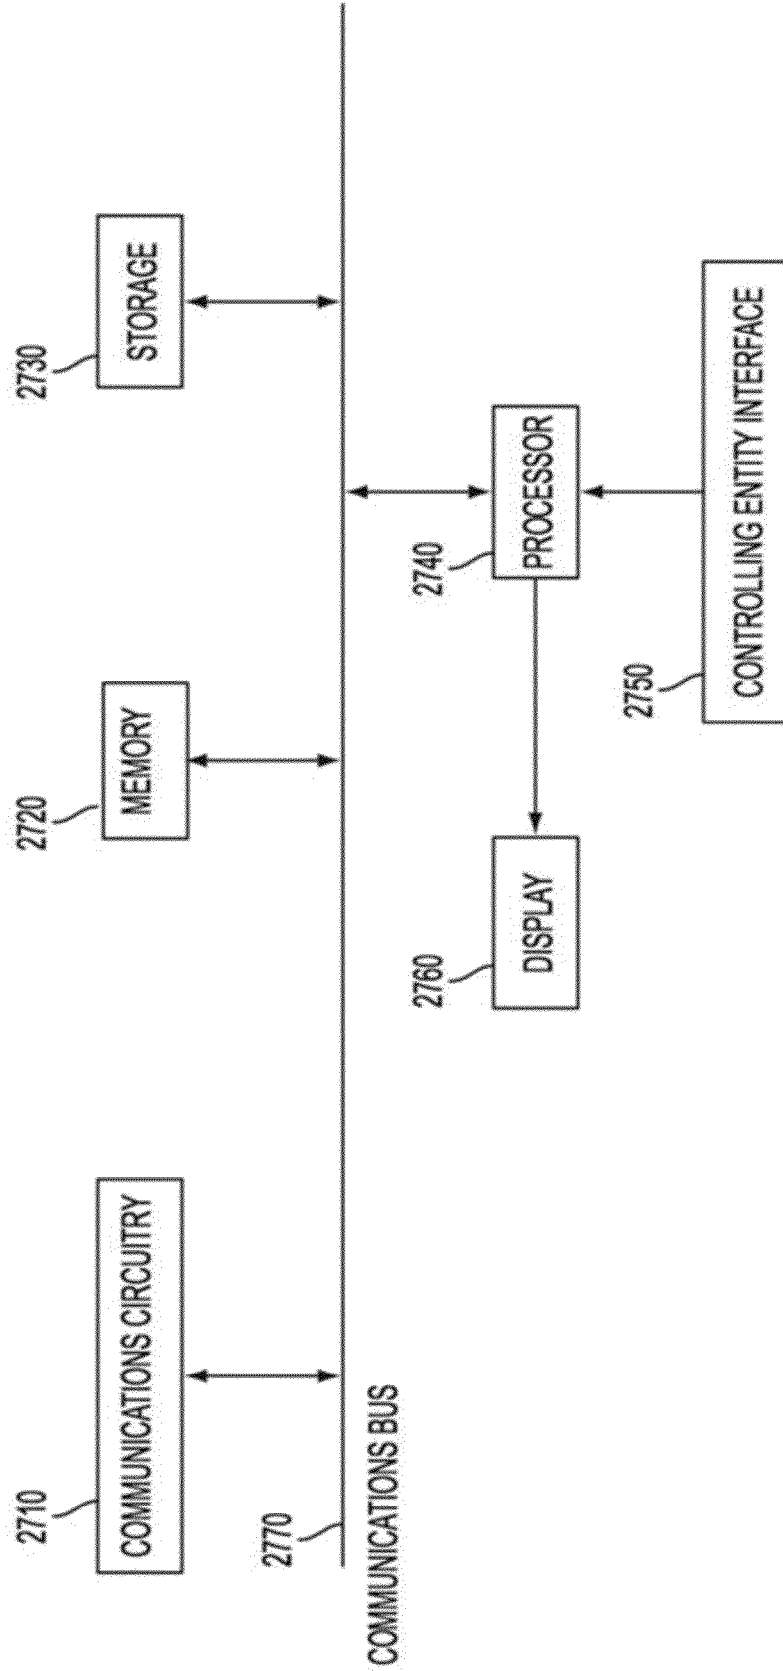 2710
COMMUNICATIONS CIRCUITRY
2720
MEMORY
2730
STORAGE
2770
COMMUNICATIONS BUS
2760
DISPLAY
2740
PROCESSOR
2750
CONTROLLING ENTITY INTERFACE